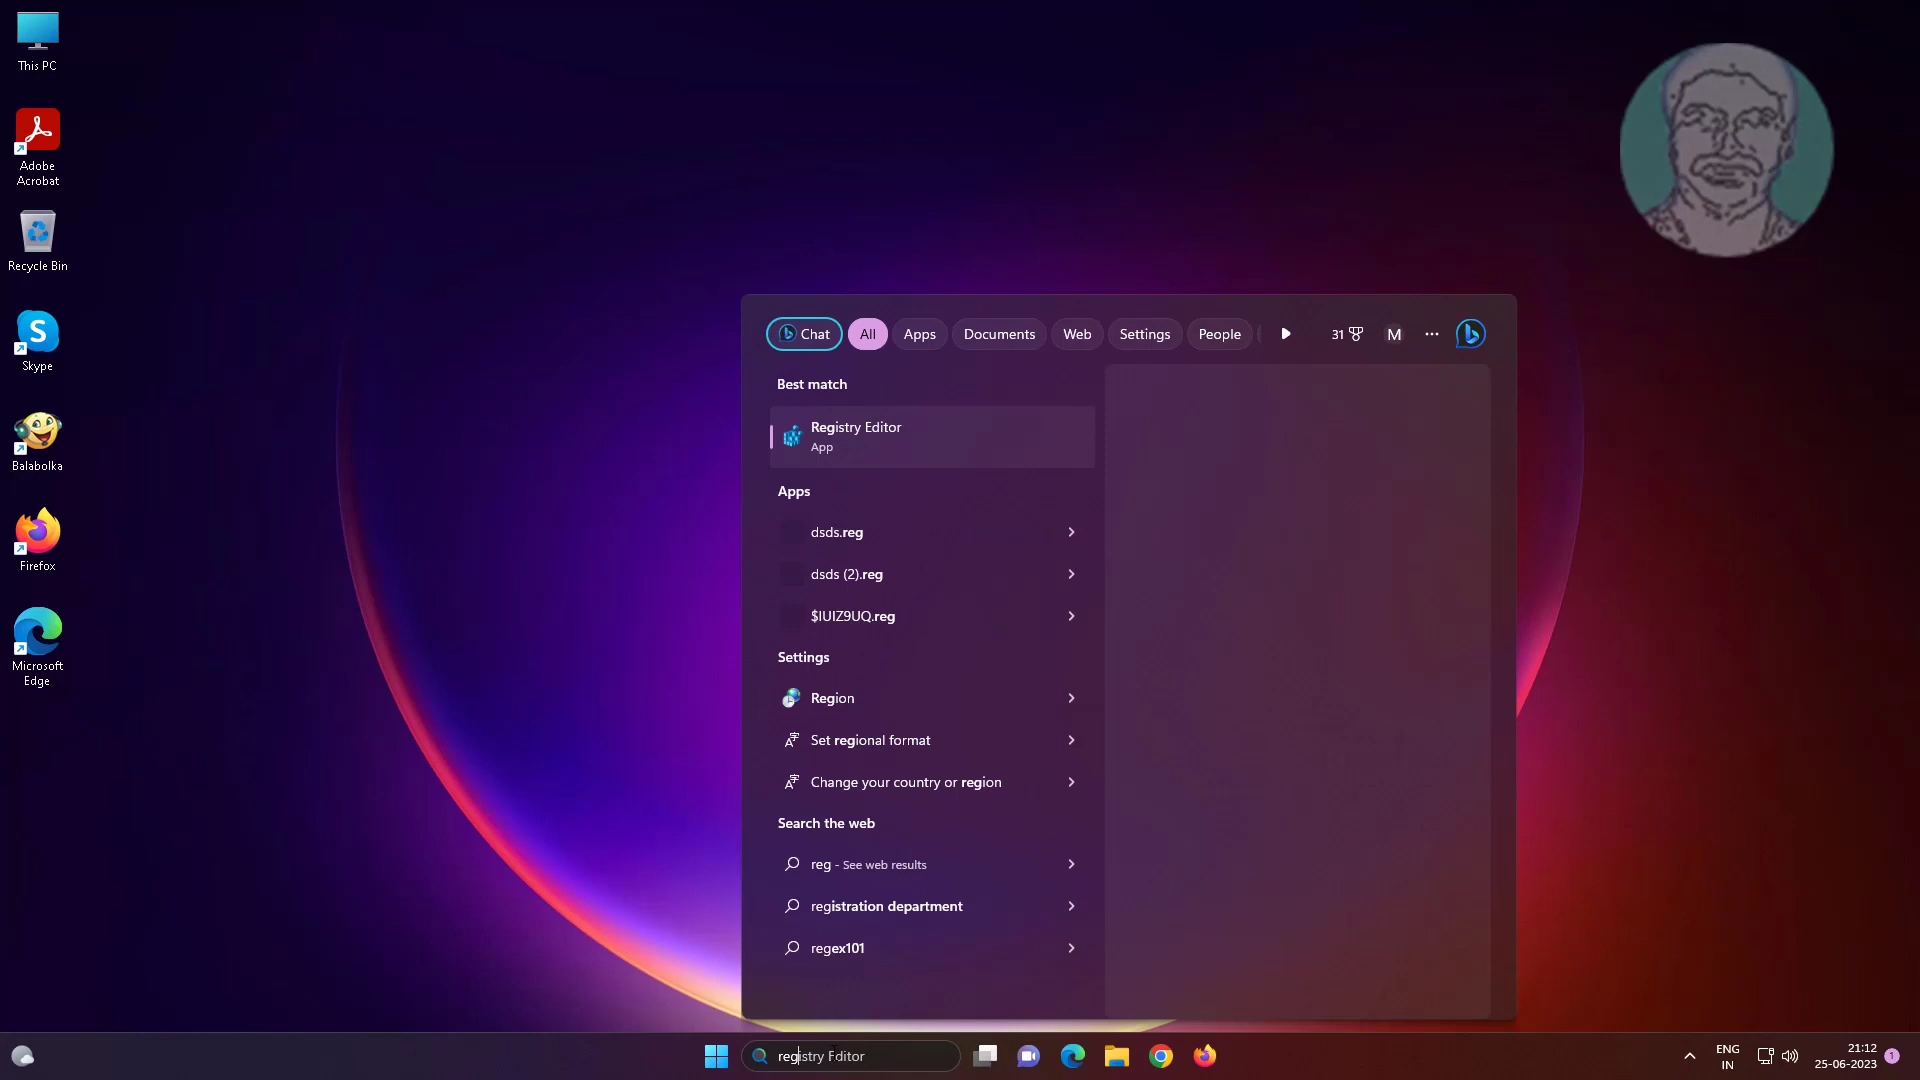 This PC
Adobe
Acrobat
Recycle Bin
Skype
Balabolka
Firefox
Microsoft
Edge
Chat All Apps Documents Web Settings People 31 M ...
Best match
Registry Editor
App
Apps
dsds.reg
dsds (2).reg
$IUIZ9UQ.reg
Settings
Region
Set regional format
Change your country or region
Search the web
reg - See web results
registration department
regex101
registry Editor
ENG
IN
21:12
25-06-2023
1